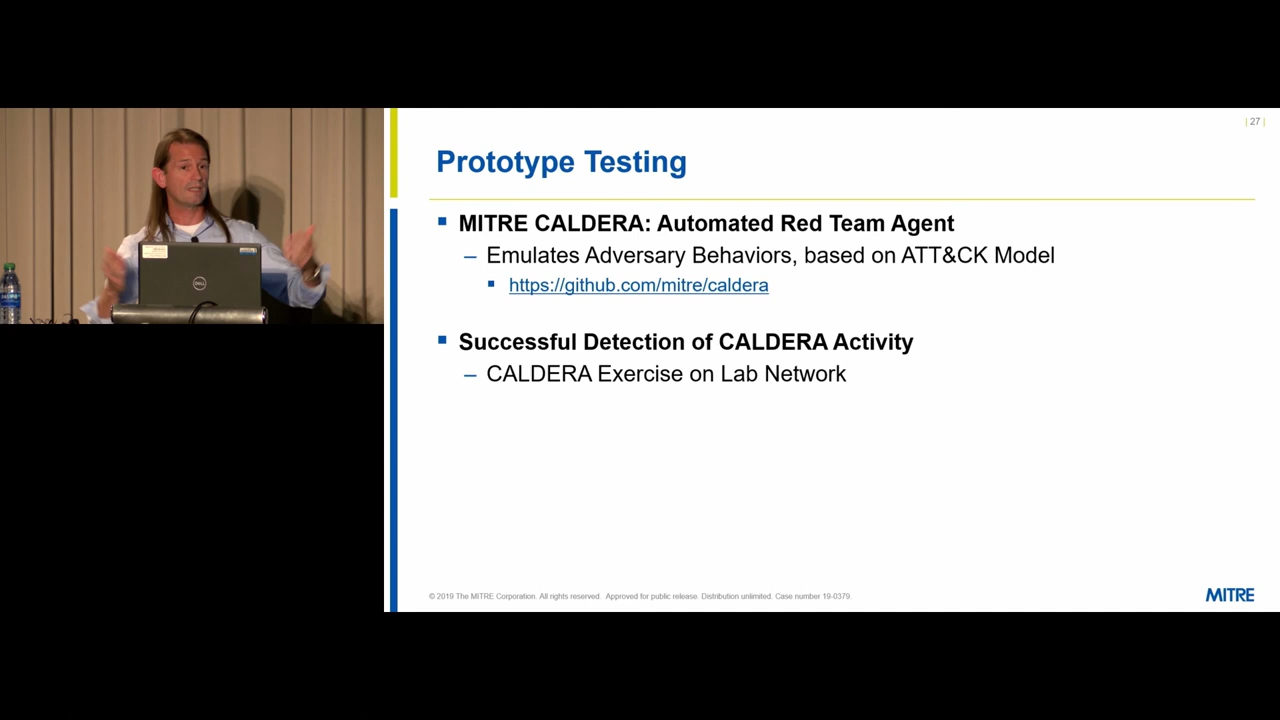 | 27 |
Prototype Testing
MITRE CALDERA: Automated Red Team Agent
– Emulates Adversary Behaviors, based on ATT&CK Model
https://github.com/mitre/caldera
Successful Detection of CALDERA Activity
– CALDERA Exercise on Lab Network
© 2019 The MITRE Corporation. All rights reserved. Approved for public release. Distribution unlimited. Case number 19-0379
MITRE
DELL